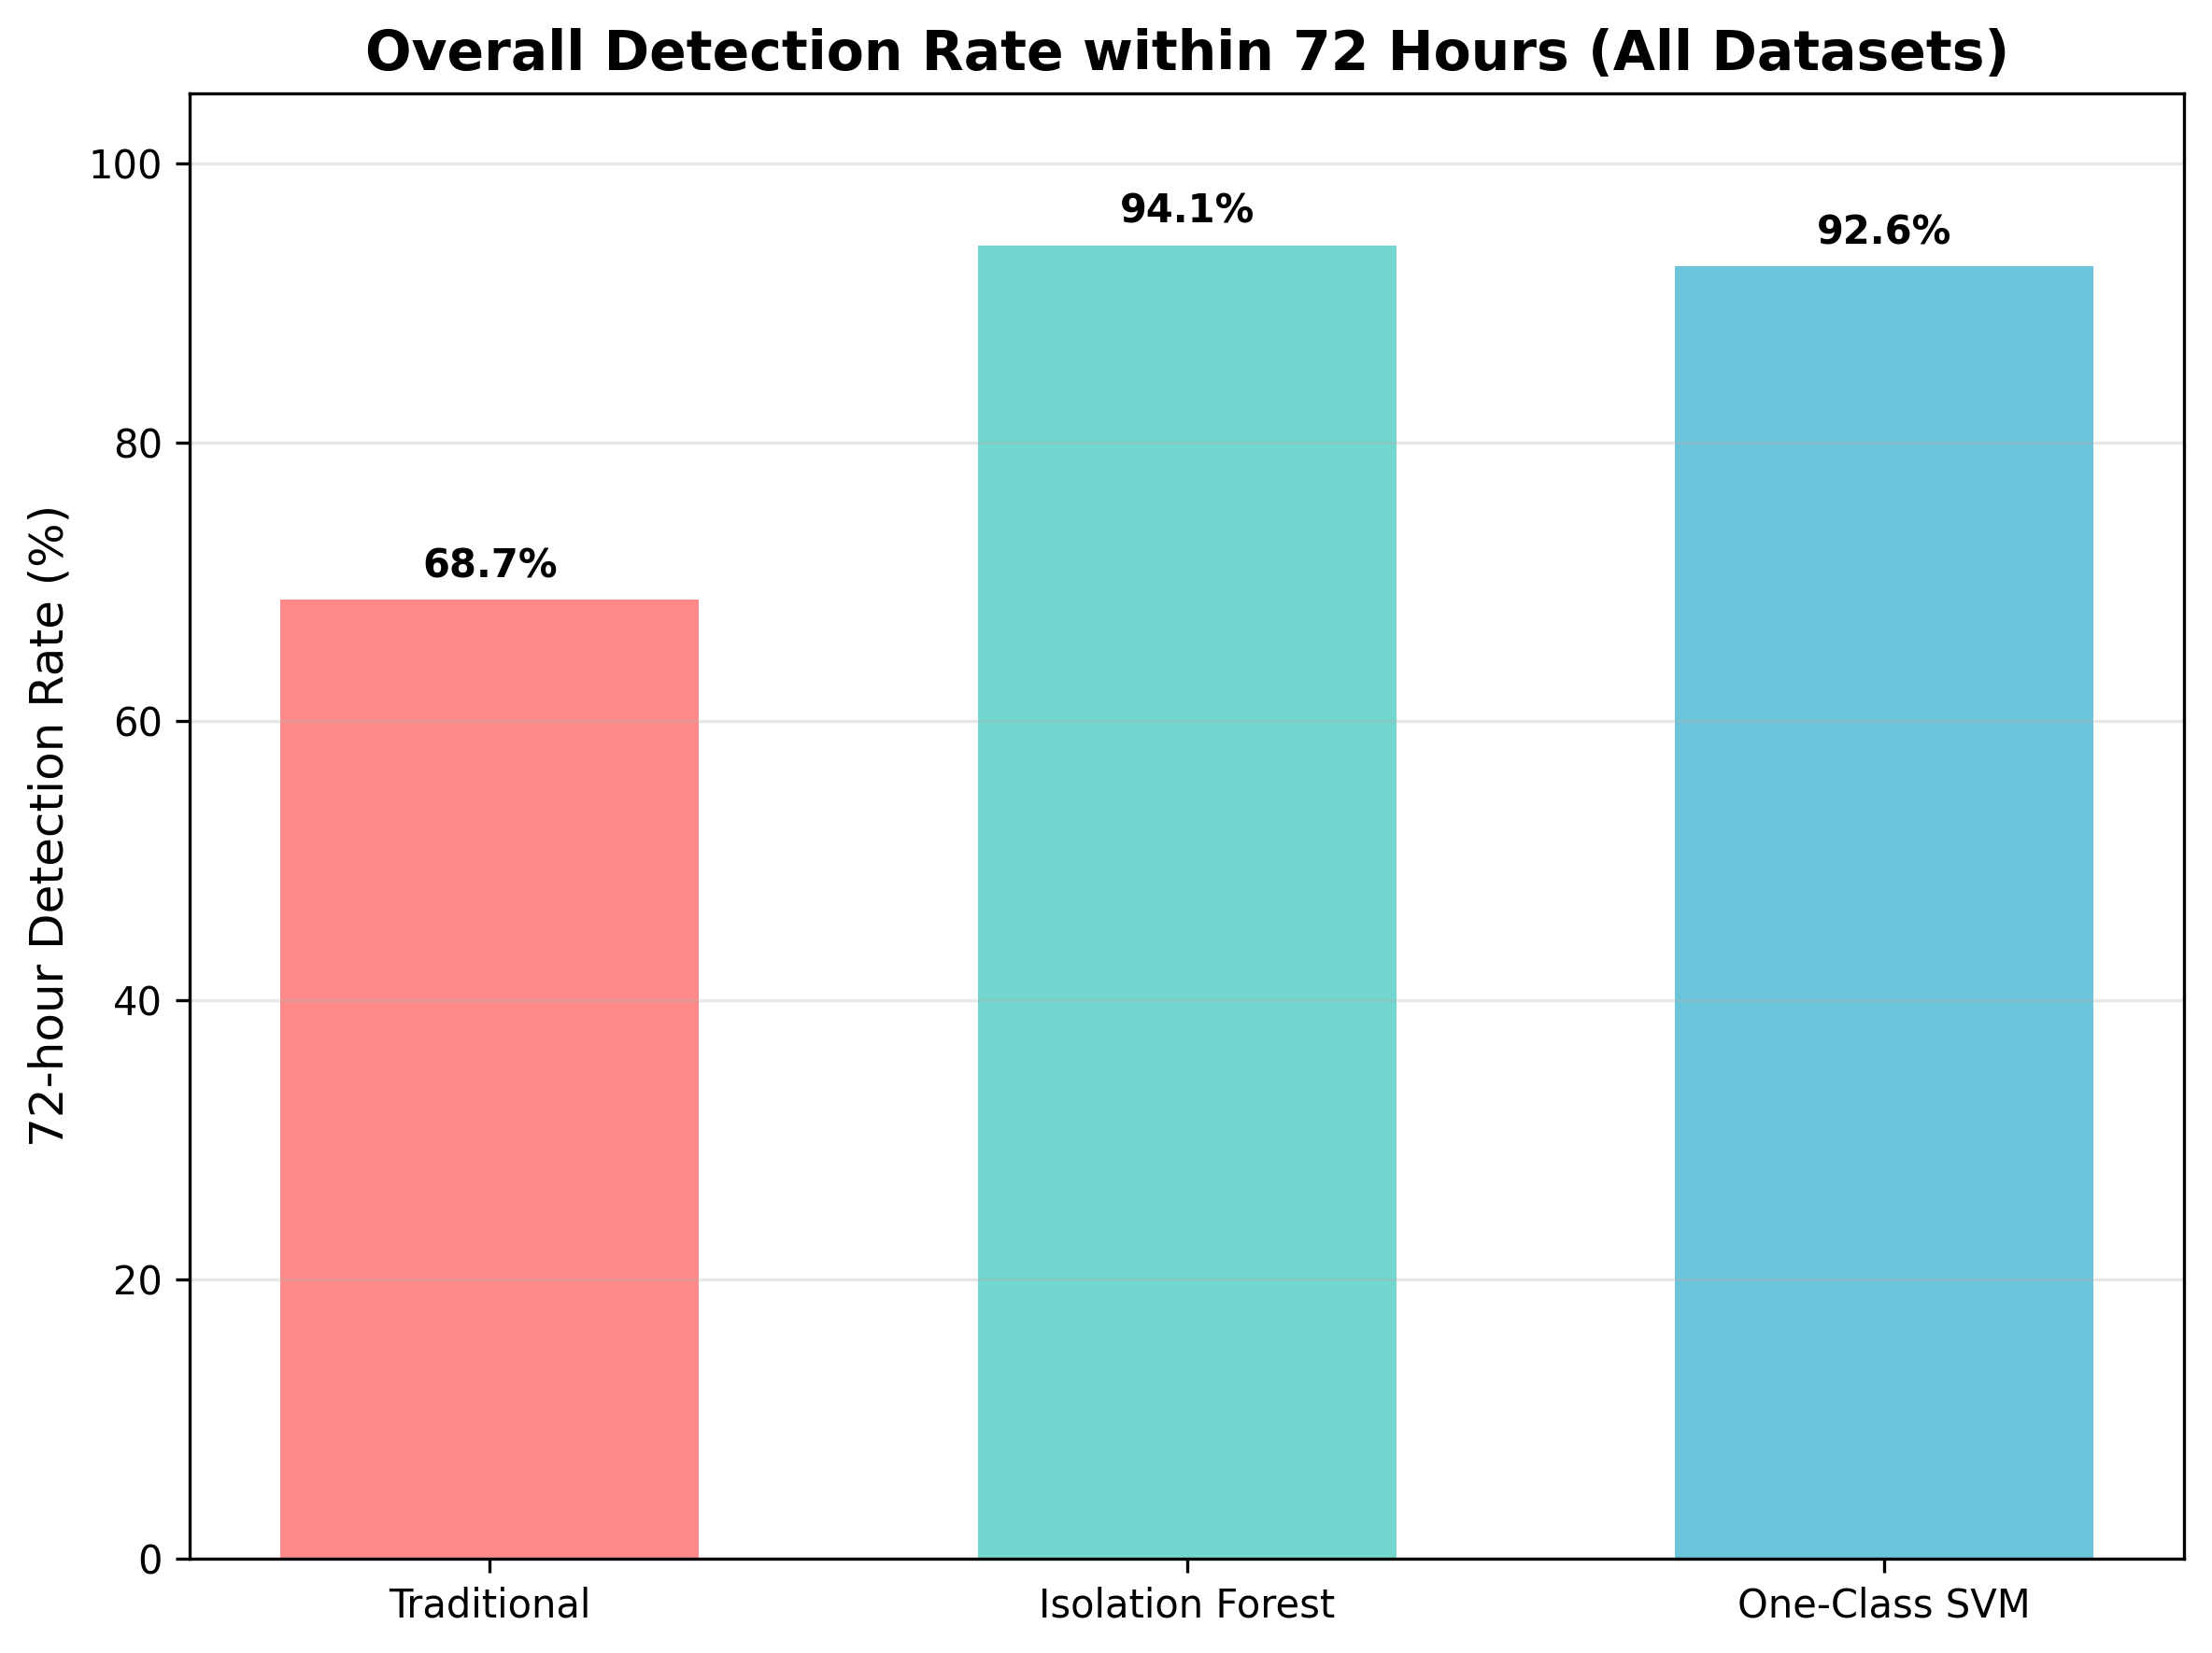 Overall Detection Rate within 72 Hours (All Datasets)
72-hour Detection Rate (%)
100
80
60
40
20
0
68.7%
94.1%
92.6%
Traditional
Isolation Forest
One-Class SVM